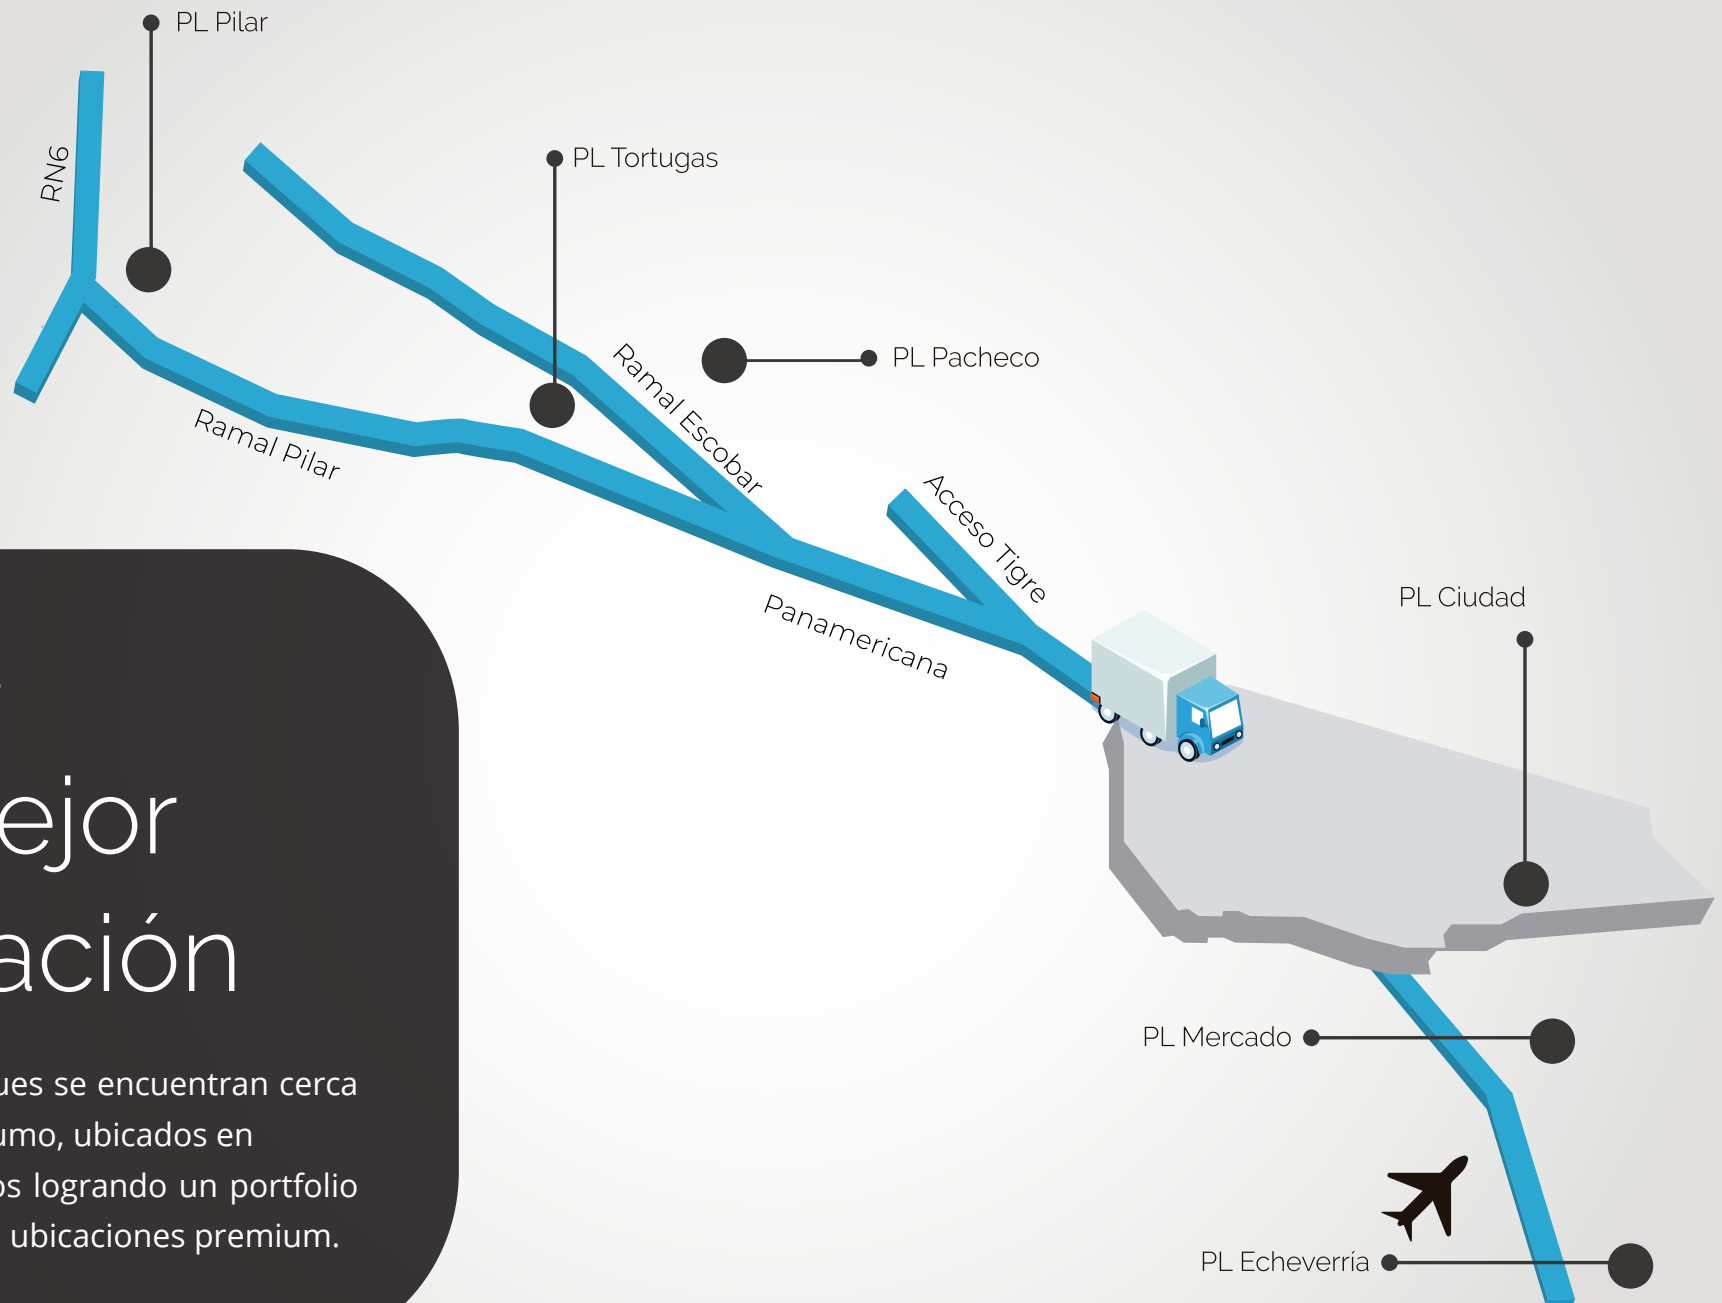 PL Pilar
RN6
PL Tortugas
PL Pacheco
Ramal Escobar
Ramal Pilar
Acceso Tigre
Panamericana
PL Ciudad
ejor
ación
ues se encuentran cerca
umo, ubicados en
os logrando un portfolio
ubicaciones premium.
PL Mercado
PL Echeverría